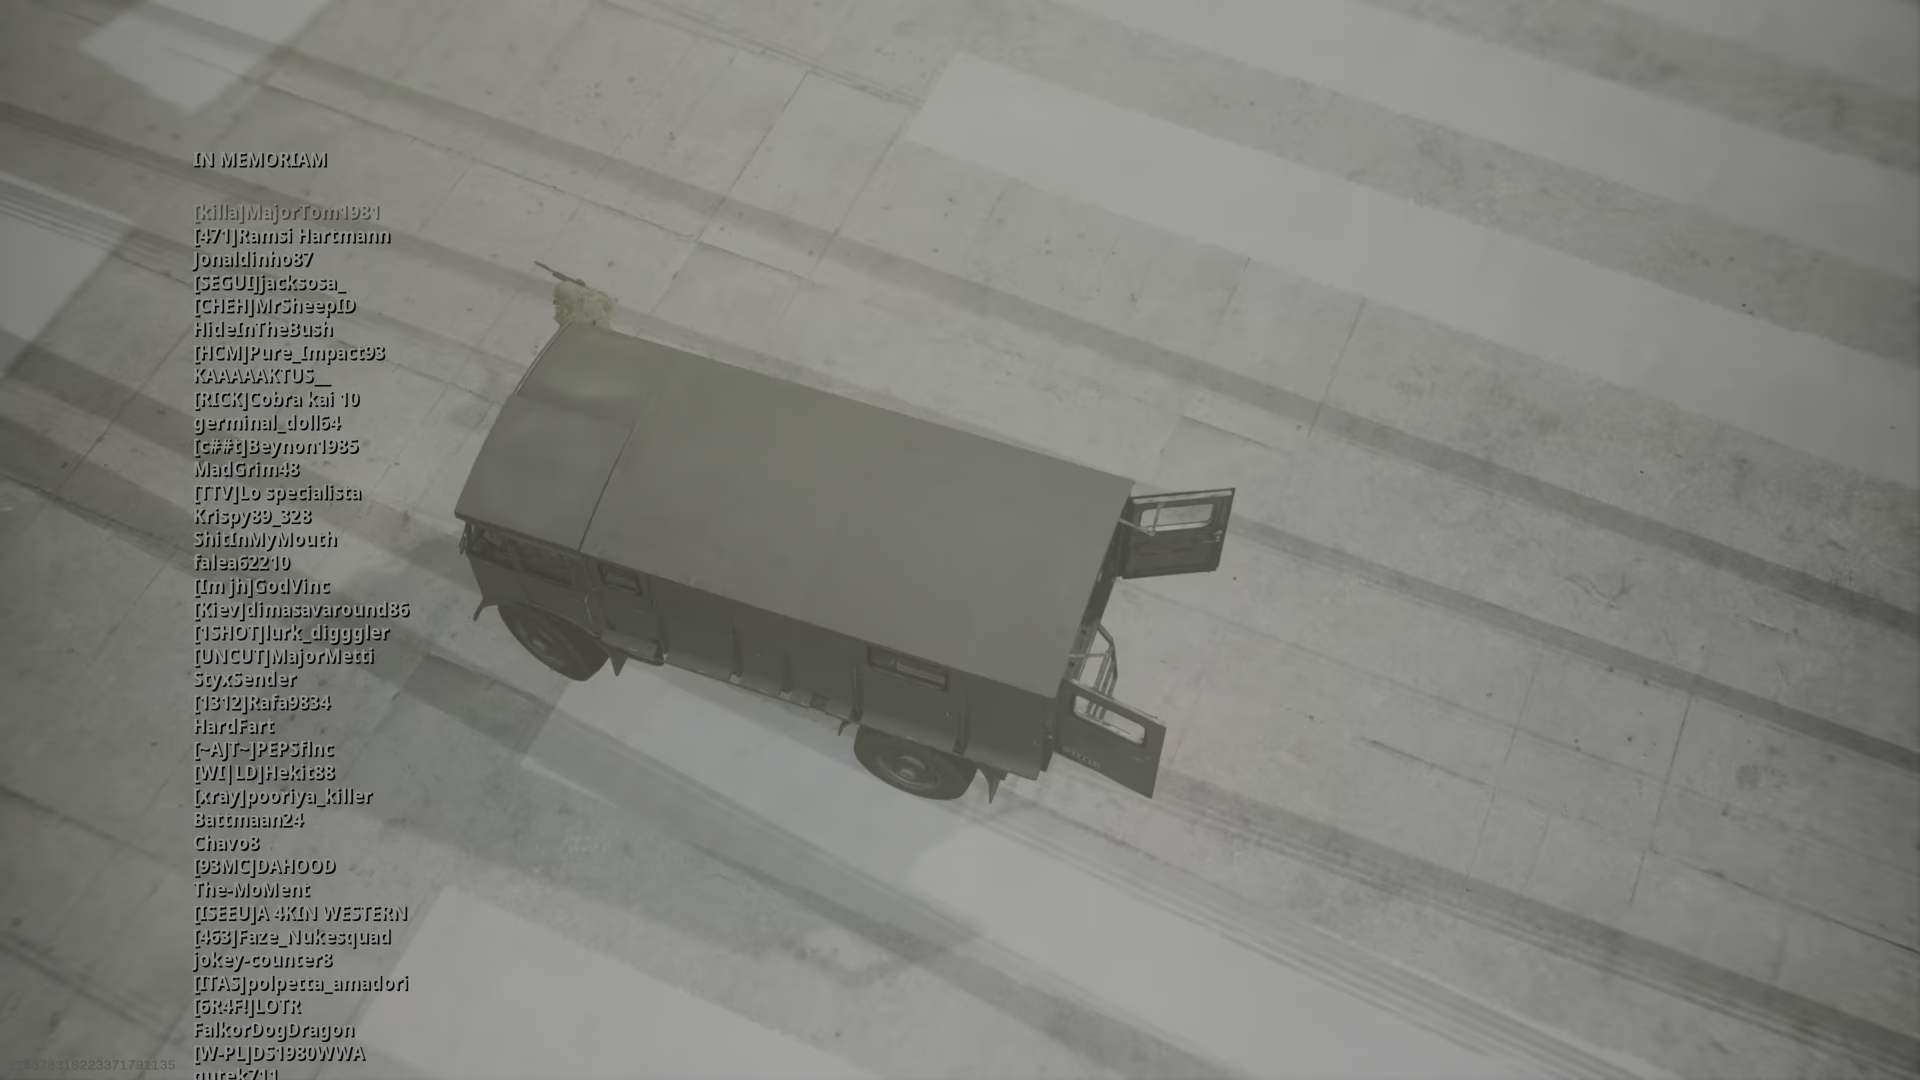 IN MEMORIAM
[killa]MajorTom1981
[471]Ramsi Hartmann
Jonaldinho87
[SEGUI]jacksosa_
[CHEH]MrSheepID
HideInTheBush
[HCM]Pure_Impact93
KAAAAAKTUS__
[RICK]Cobra kai 10
germinal_doll64
[c##t]Beynon1985
MadGrim48
[TTV]Lo specialista
Krispy89_328
ShitInMyMouth
falea62210
[Im jh]GodVinc
[Kiev]dimasavaround86
[1SHOT]lurk_digggler
[UNCUT]MajorMetti
StyxSender
[1312]Rafa9834
HardFart
[~AJT~]PEPSfInc
[WI|LD]Hekit88
[xray]pooriya_killer
Battmaan24
Chavo8
[93MC]DAHOOD
The-MoMent
[ISEEU]A 4KIN WESTERN
[463]Faze_Nukesquad
jokey-counter8
[ITAS]polpetta_amadori
[6R4F!]LOTR
FalkorDogDragon
[W-PL]DS1980WWA